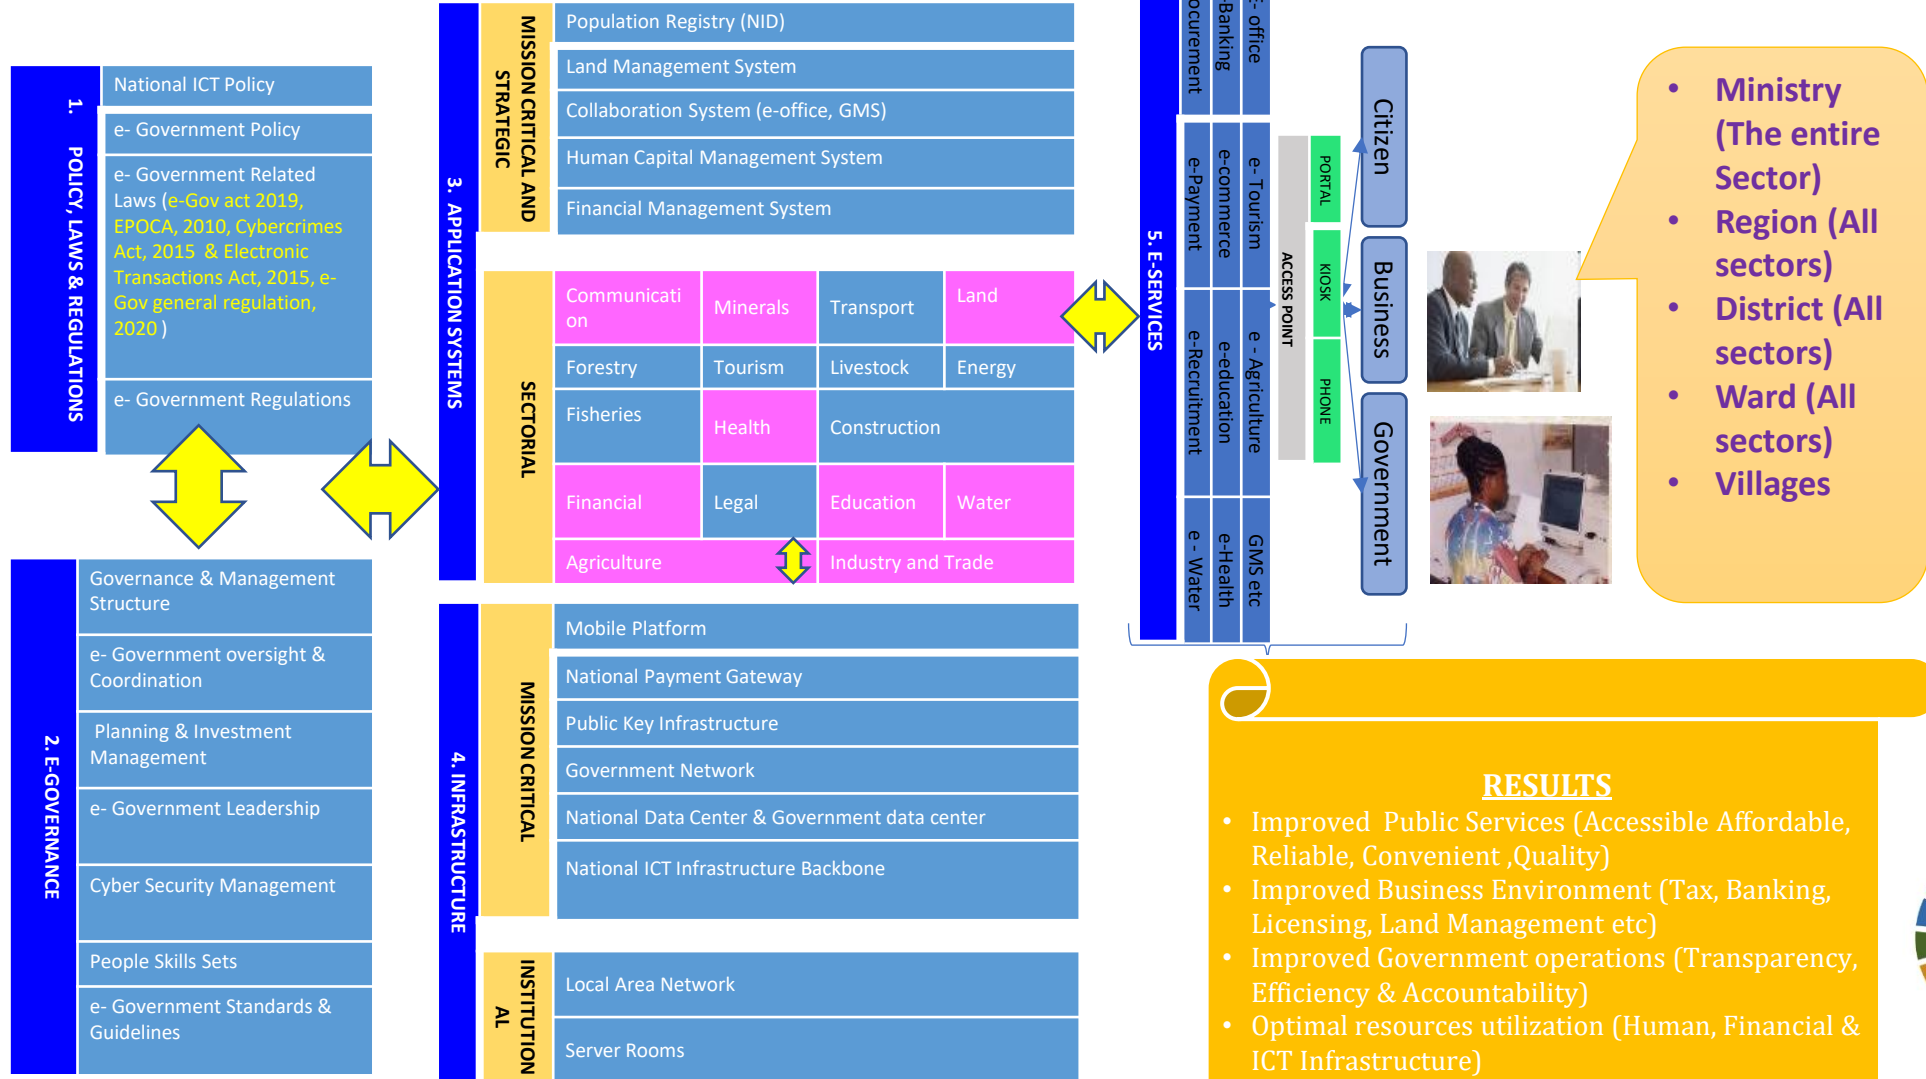 1. POLICY, LAWS & REGULATIONS
National ICT Policy
e- Government Policy
e- Government Related
Laws (e-Gov act 2019,
EPOCA, 2010, Cybercrimes
Act, 2015 & Electronic
Transactions Act, 2015, e-
Gov general regulation,
2020 )
e- Government Regulations
2. E-GOVERNANCE
Governance & Management
Structure
e- Government oversight &
Coordination
Planning & Investment
Management
e- Government Leadership
Cyber Security Management
People Skills Sets
e- Government Standards &
Guidelines
3. APPLICATION SYSTEMS
MISSION CRITICAL AND
STRATEGIC
Population Registry (NID)
Land Management System
Collaboration System (e-office, GMS)
Human Capital Management System
Financial Management System
SECTORIAL
Communicati
on
Minerals
Transport
Land
Forestry
Tourism
Livestock
Energy
Fisheries
Health
Construction
Financial
Legal
Education
Water
Agriculture
Industry and Trade
4. INFRASTRUCTURE
MISSION CRITICAL
Mobile Platform
National Payment Gateway
Public Key Infrastructure
Government Network
National Data Center & Government data center
National ICT Infrastructure Backbone
INSTITUTION
AL
Local Area Network
Server Rooms
5. E-SERVICES
E- office
e- Tourism
e - Agriculture
GMS etc
-Banking
e-commerce
e-education
e-Health
ocurement
e-Payment
e-Recruitment
e - Water
ACCESS POINT
PORTAL
KIOSK
PHONE
Citizen
Business
Government
• Ministry
(The entire
Sector)
• Region (All
sectors)
• District (All
sectors)
• Ward (All
sectors)
• Villages
RESULTS
• Improved Public Services (Accessible Affordable,
Reliable, Convenient ,Quality)
• Improved Business Environment (Tax, Banking,
Licensing, Land Management etc)
• Improved Government operations (Transparency,
Efficiency & Accountability)
• Optimal resources utilization (Human, Financial &
ICT Infrastructure)